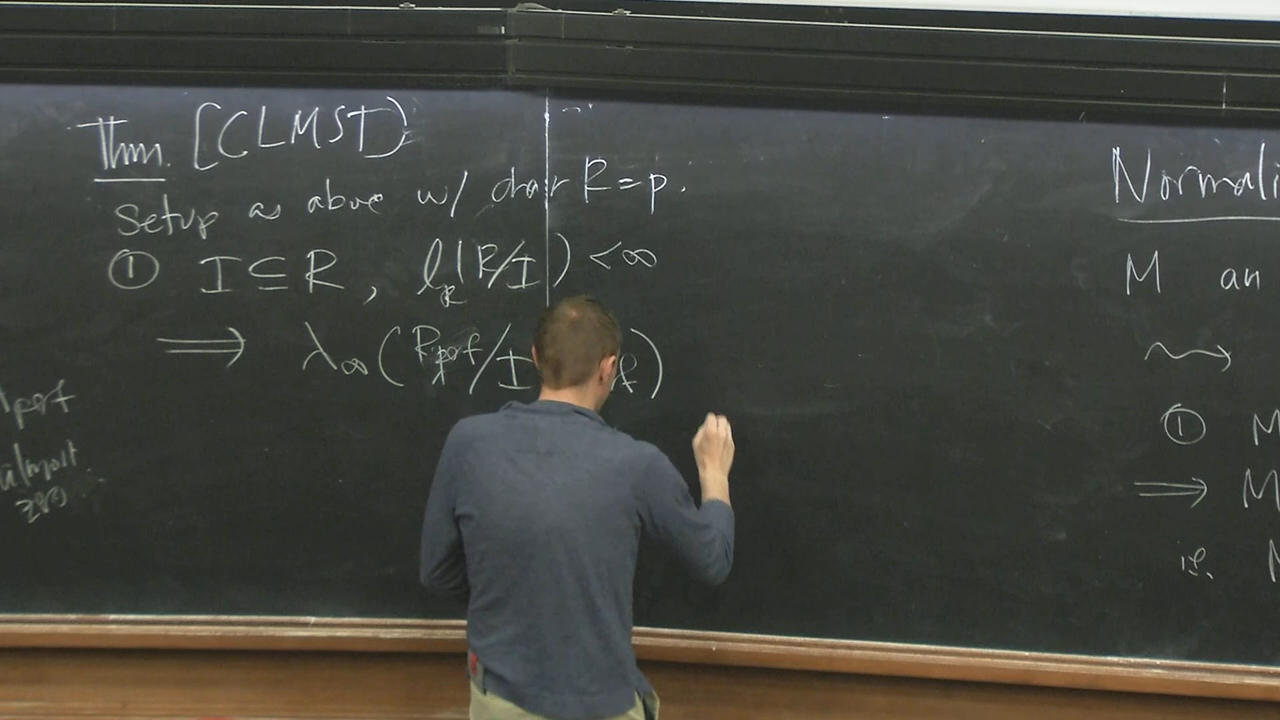 Thm. [CLMST]
Setup as above w/ char R = p.
① I ⊆ R, l_R(R/I) < ∞
⟹ λ_∞(R_perf/I
perf
almost
zero
Normali
M an
⇝
① M
⟹ M
i.e. M